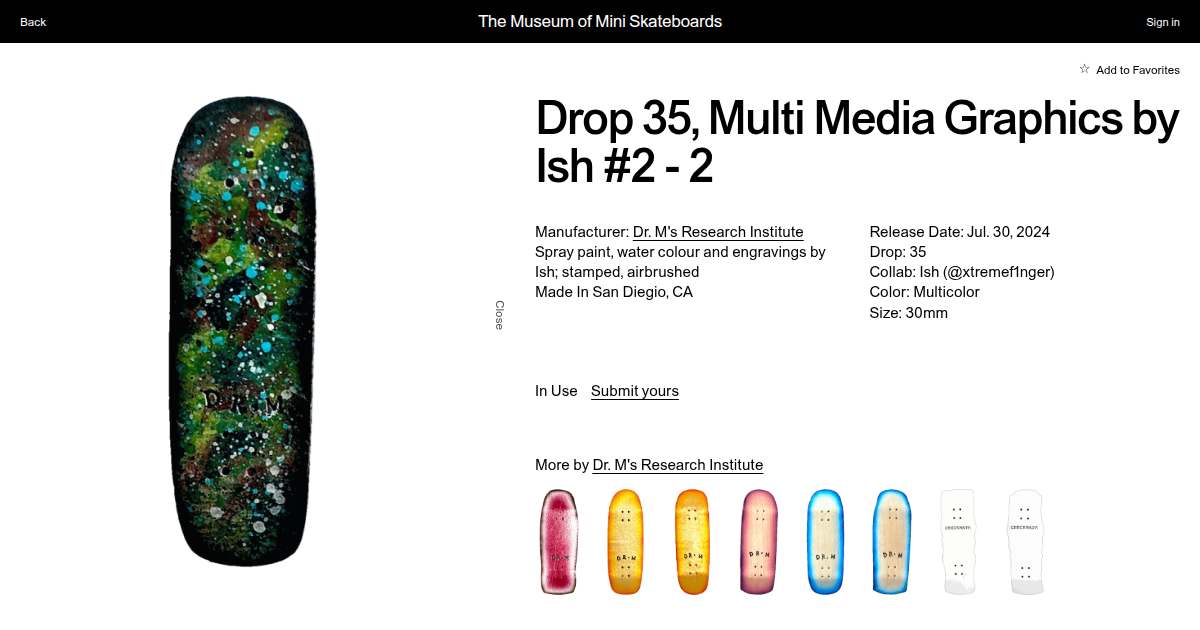 Back
The Museum of Mini Skateboards
Sign in
☆ Add to Favorites
Drop 35, Multi Media Graphics by
Ish #2 - 2
Manufacturer: Dr. M's Research Institute
Spray paint, water colour and engravings by
Ish; stamped, airbrushed
Made In San Diegio, CA
Release Date: Jul. 30, 2024
Drop: 35
Collab: Ish (@xtremef1nger)
Color: Multicolor
Size: 30mm
Close
DR.M
In Use Submit yours
More by Dr. M's Research Institute
DR.M
DR.M
DR.M
DR.M
DR.M
DR.M